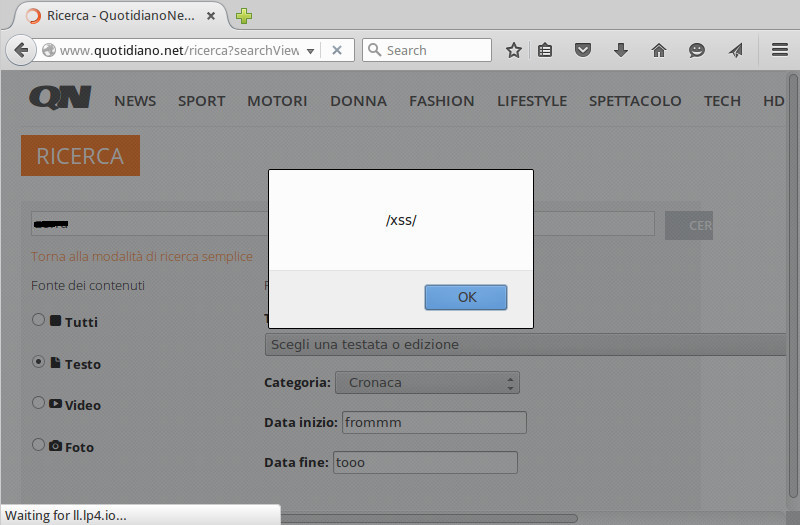 Ricerca - QuotidianoNe...
www.quotidiano.net/ricerca?searchView
Search
QN NEWS SPORT MOTORI DONNA FASHION LIFESTYLE SPETTACOLO TECH HD
RICERCA
/xss/
CER
Torna alla modalità di ricerca semplice
Fonte dei contenuti
OK
Tutti
Scegli una testata o edizione
Testo
Categoria: Cronaca
Video
Data inizio: frommm
Foto
Data fine: tooo
Waiting for ll.lp4.io...